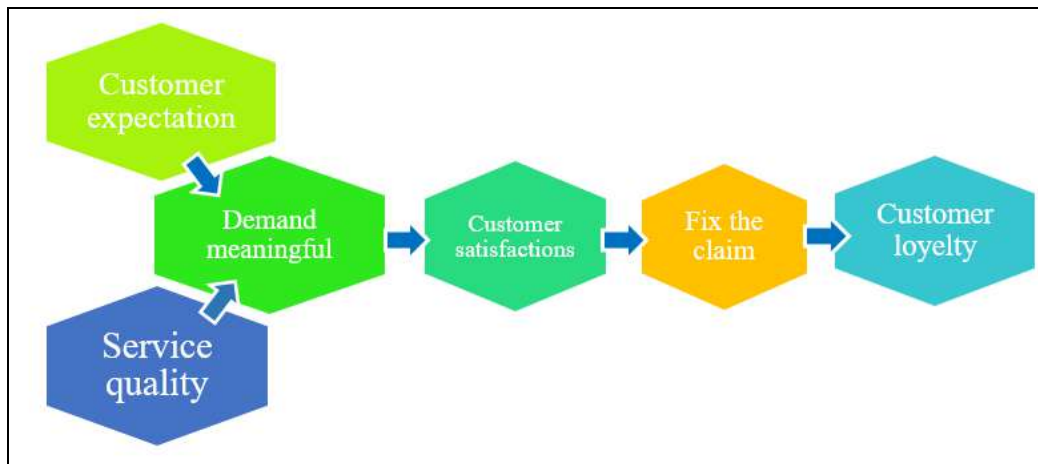 Customer
expectation
Demand
meaningful
Service
quality
Customer
satisfactions
Fix the
claim
Customer
loyelty